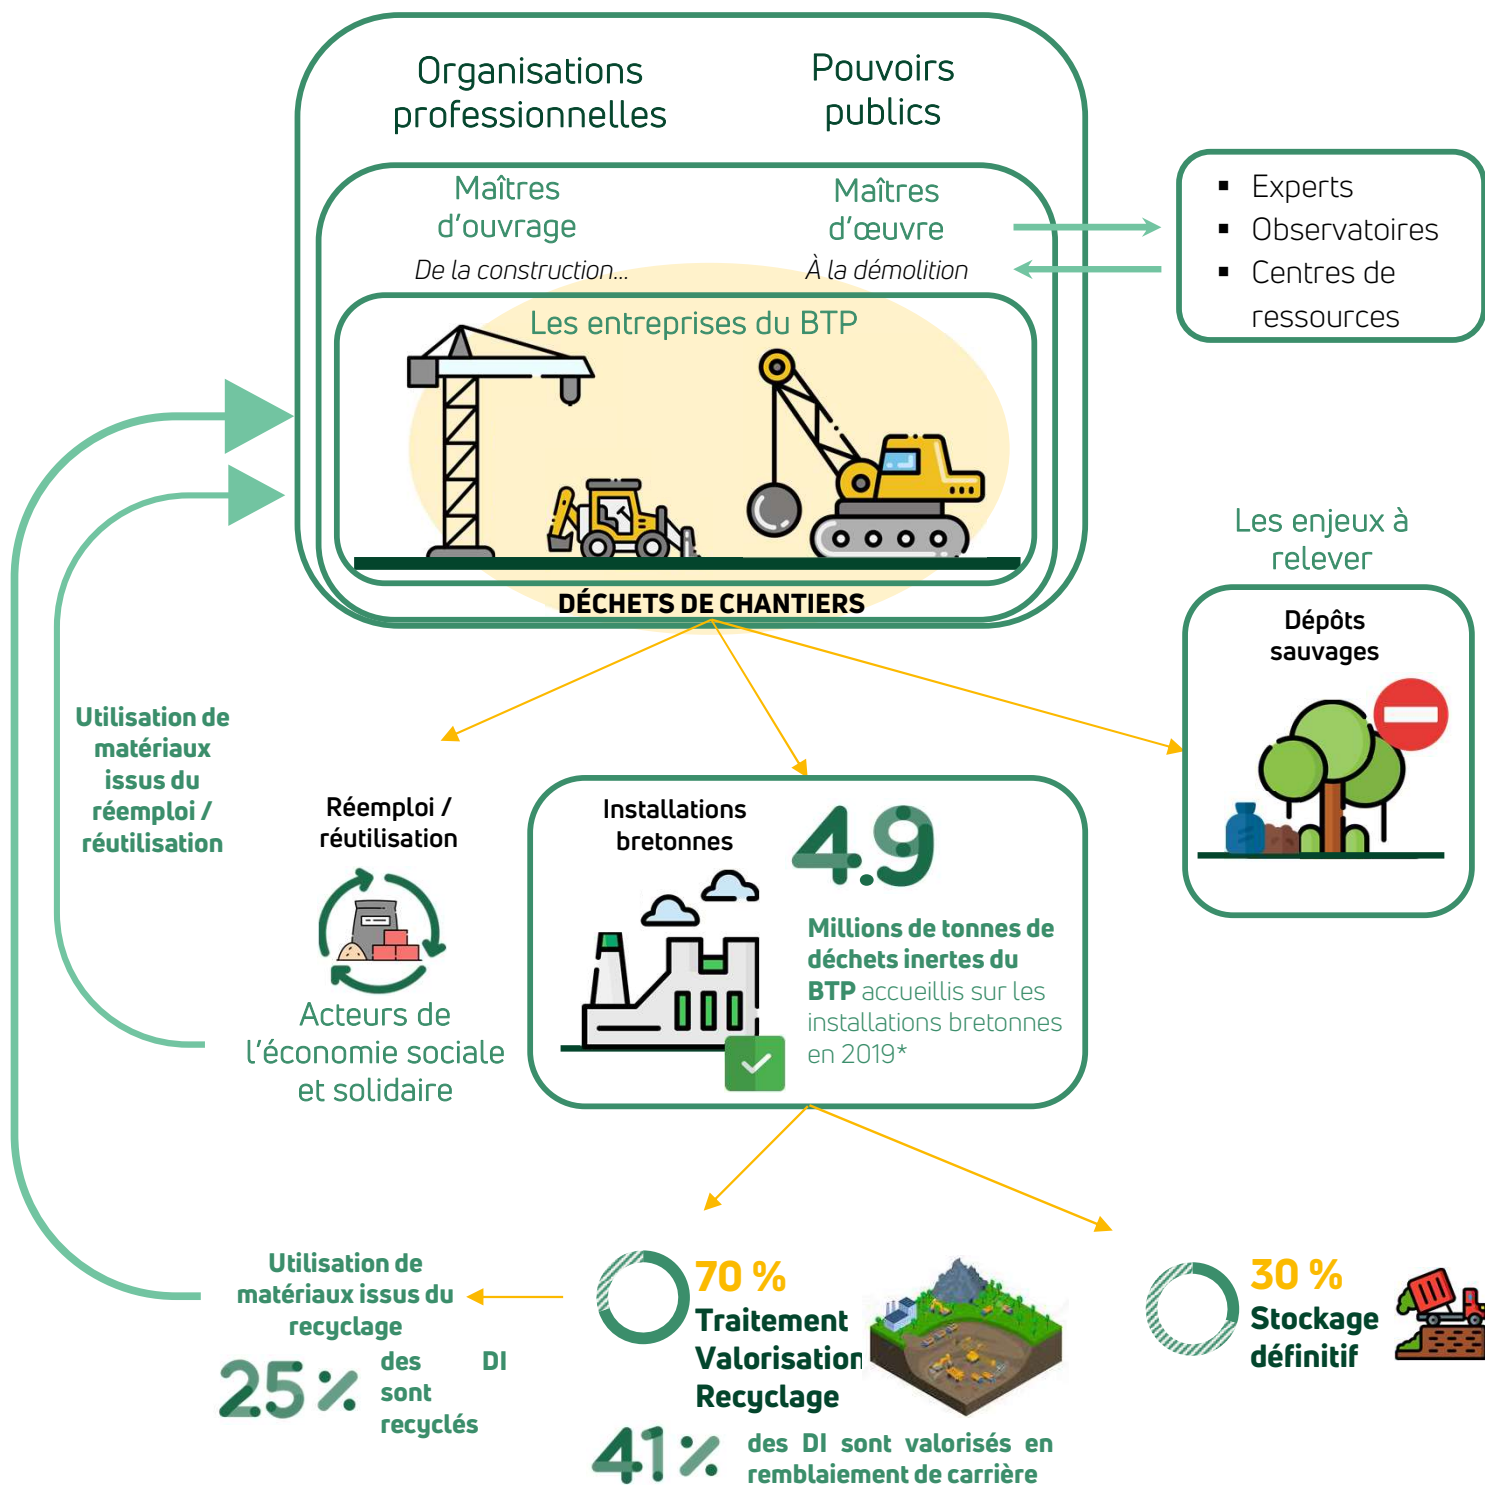 Organisations
professionnelles
Pouvoirs
publics
Maîtres
d'ouvrage
Maîtres
d'œuvre
De la construction...
À la démolition
▪ Experts
▪ Observatoires
▪ Centres de
ressources
Les entreprises du BTP
DÉCHETS DE CHANTIERS
Les enjeux à
relever
Dépôts
sauvages
Utilisation de
matériaux
issus du
réemploi /
réutilisation
Réemploi /
réutilisation
Acteurs de
l'économie sociale
et solidaire
Installations
bretonnes
4.9
Millions de tonnes de
déchets inertes du
BTP accueillis sur les
installations bretonnes
en 2019*
Utilisation de
matériaux issus du
recyclage
25%
des DI
sont
recyclés
70 %
Traitement
Valorisation
Recyclage
41%
des DI sont valorisés en
remblaiement de carrière
30 %
Stockage
définitif